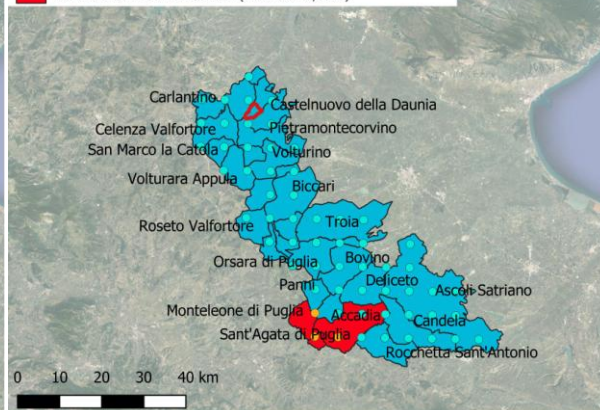 Carlantino
Castelnuovo della Daunia
Celenza Valfortore
Pietramontecorvino
San Marco la Catola
Volturino
Volturara Appula
Biccari
Roseto Valfortore
Troia
Orsara di Puglia
Bovino
Panni
Deliceto
Ascoli Satriano
Monteleone di Puglia
Accadia
Candela
Sant'Agata di Puglia
Rocchetta Sant'Antonio
0 10 20 30 40 km